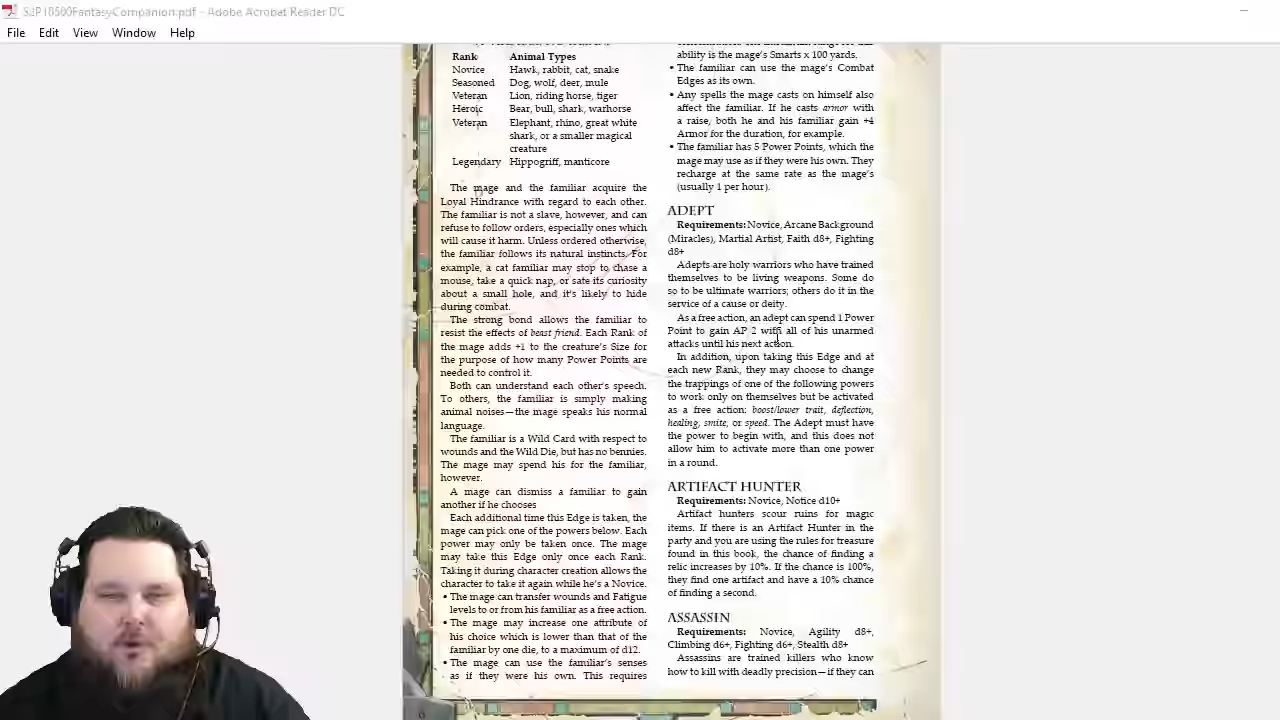 S2P10500FantasyCompanion.pdf - Adobe Acrobat Reader DC
File Edit View Window Help
Rank Animal Types
Novice Hawk, rabbit, cat, snake
Seasoned Dog, wolf, deer, mule
Veteran Lion, riding horse, tiger
Heroic Bear, bull, shark, warhorse
Veteran Elephant, rhino, great white
shark, or a smaller magical
creature
Legendary Hippogriff, manticore
The mage and the familiar acquire the
Loyal Hindrance with regard to each other.
The familiar is not a slave, however, and can
refuse to follow orders, especially ones which
will cause it harm. Unless ordered otherwise,
the familiar follows its natural instincts. For
example, a cat familiar may stop to chase a
mouse, take a quick nap, or sate its curiosity
about a small hole, and it's likely to hide
during combat.
The strong bond allows the familiar to
resist the effects of beast friend. Each Rank of
the mage adds +1 to the creature's Size for
the purpose of how many Power Points are
needed to control it.
Both can understand each other's speech.
To others, the familiar is simply making
animal noises—the mage speaks his normal
language.
The familiar is a Wild Card with respect to
wounds and the Wild Die, but has no bennies.
The mage may spend his for the familiar,
however.
A mage can dismiss a familiar to gain
another if he chooses
Each additional time this Edge is taken, the
mage can pick one of the powers below. Each
power may only be taken once. The mage
may take this Edge only once each Rank.
Taking it during character creation allows the
character to take it again while he's a Novice.
• The mage can transfer wounds and Fatigue
levels to or from his familiar as a free action.
• The mage may increase one attribute of
his choice which is lower than that of the
familiar by one die, to a maximum of d12.
• The mage can use the familiar's senses
as if they were his own. This requires
ability is the mage's Smarts x 100 yards.
• The familiar can use the mage's Combat
Edges as its own.
• Any spells the mage casts on himself also
affect the familiar. If he casts armor with
a raise, both he and his familiar gain +4
Armor for the duration, for example.
• The familiar has 5 Power Points, which the
mage may use as if they were his own. They
recharge at the same rate as the mage's
(usually 1 per hour).
ADEPT
Requirements: Novice, Arcane Background
(Miracles), Martial Artist, Faith d8+, Fighting
d8+
Adepts are holy warriors who have trained
themselves to be living weapons. Some do
so to be ultimate warriors; others do it in the
service of a cause or deity.
As a free action, an adept can spend 1 Power
Point to gain AP 2 with all of his unarmed
attacks until his next action.
In addition, upon taking this Edge and at
each new Rank, they may choose to change
the trappings of one of the following powers
to work only on themselves but be activated
as a free action: boost/lower trait, deflection,
healing, smite, or speed. The Adept must have
the power to begin with, and this does not
allow him to activate more than one power
in a round.
ARTIFACT HUNTER
Requirements: Novice, Notice d10+
Artifact hunters scour ruins for magic
items. If there is an Artifact Hunter in the
party and you are using the rules for treasure
found in this book, the chance of finding a
relic increases by 10%. If the chance is 100%,
they find one artifact and have a 10% chance
of finding a second.
ASSASSIN
Requirements: Novice, Agility d8+,
Climbing d6+, Fighting d6+, Stealth d8+
Assassins are trained killers who know
how to kill with deadly precision—if they can